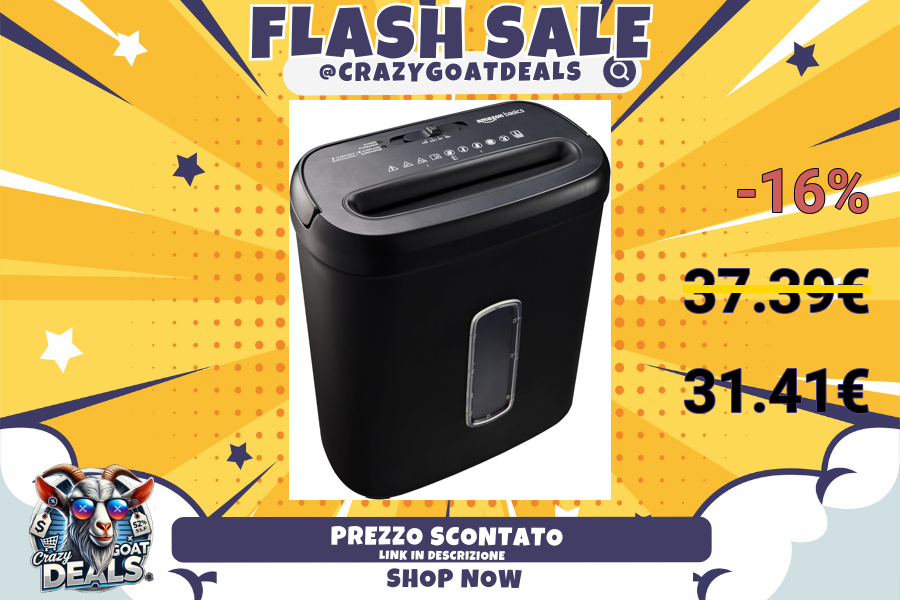 FLASH SALE
@CRAZYGOATDEALS
amazon basics
-16%
37.39€
31.41€
$
52%
Crazy
GOAT
DEALS
PREZZO SCONTATO
LINK IN DESCRIZIONE
SHOP NOW